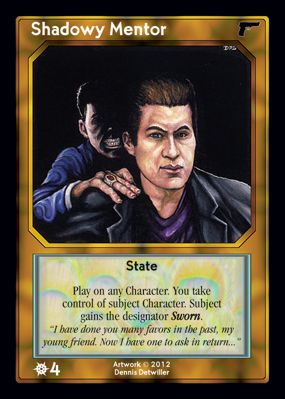 Shadowy Mentor
DZD
State
Play on any Character. You take
control of subject Character. Subject
gains the designator Sworn.
“I have done you many favors in the past, my
young friend. Now I have one to ask in return...”
4
Artwork © 2012
Dennis Detwiller